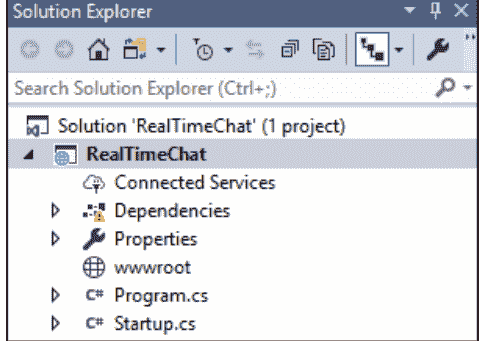 Solution Explorer
Search Solution Explorer (Ctrl+;)
Solution 'RealTimeChat' (1 project)
RealTimeChat
Connected Services
Dependencies
Properties
wwwroot
C# Program.cs
C# Startup.cs